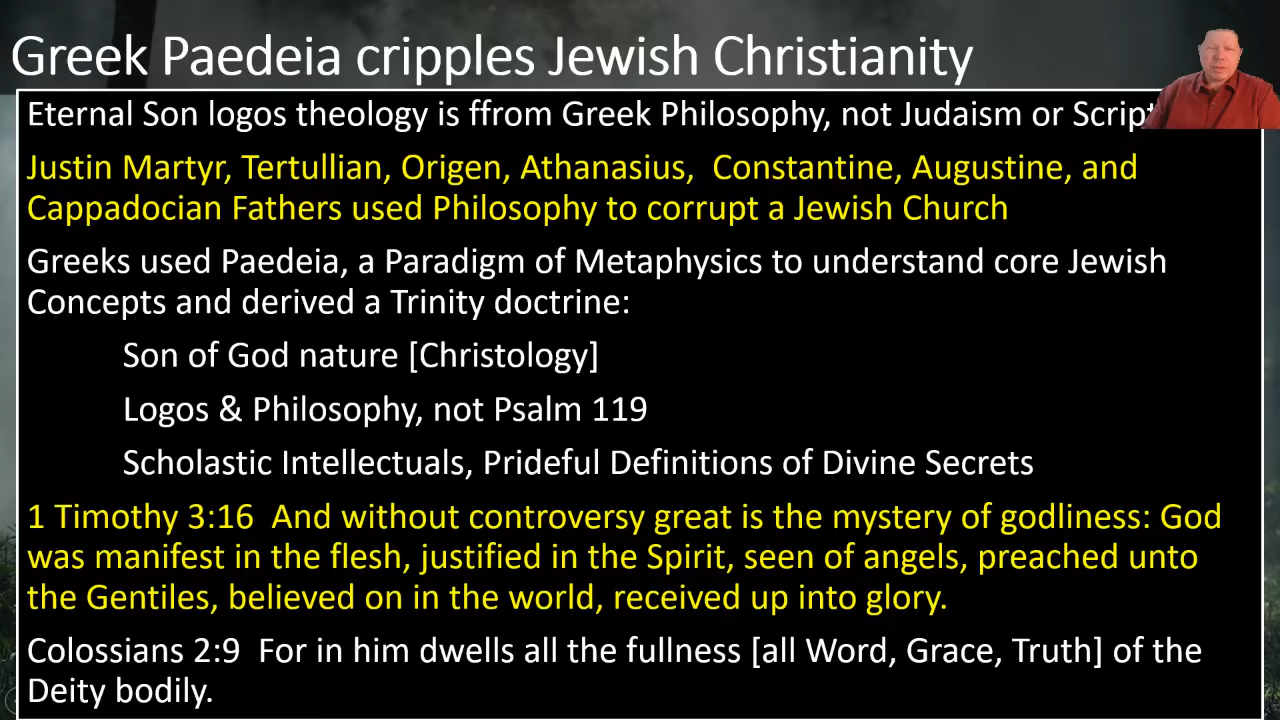 Greek Paedeia cripples Jewish Christianity
Eternal Son logos theology is ffrom Greek Philosophy, not Judaism or
Justin Martyr, Tertullian, Origen, Athanasius, Constantine, Augustine, and
Cappadocian Fathers used Philosophy to corrupt a Jewish Church
Greeks used Paedeia, a Paradigm of Metaphysics to understand core Jewish
Concepts and derived a Trinity doctrine:
Son of God nature [Christology]
Logos & Philosophy, not Psalm 119
Scholastic Intellectuals, Prideful Definitions of Divine Secrets
1 Timothy 3:16 And without controversy great is the mystery of godliness: God
was manifest in the flesh, justified in the Spirit, seen of angels, preached unto
the Gentiles, believed on in the world, received up into glory.
Colossians 2:9 For in him dwells all the fullness [all Word, Grace, Truth] of the
Deity bodily.